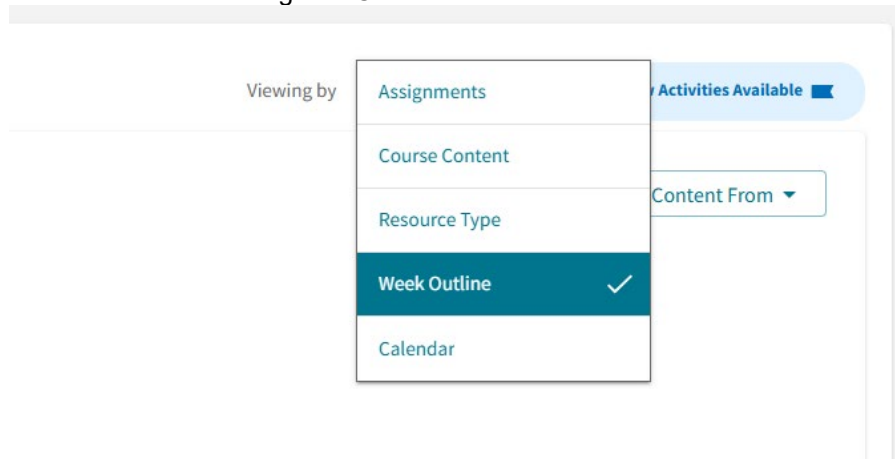 Viewing by
Assignments
Activities Available
Course Content
Content From
Resource Type
Week Outline
Calendar